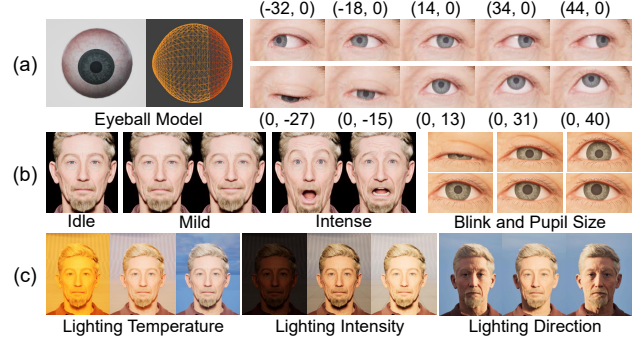 (-32, 0) (-18, 0) (14, 0) (34, 0) (44, 0)
(a)
Eyeball Model (0, -27) (0, -15) (0, 13) (0, 31) (0, 40)
(b)
Idle Mild Intense Blink and Pupil Size
(c)
Lighting Temperature Lighting Intensity Lighting Direction